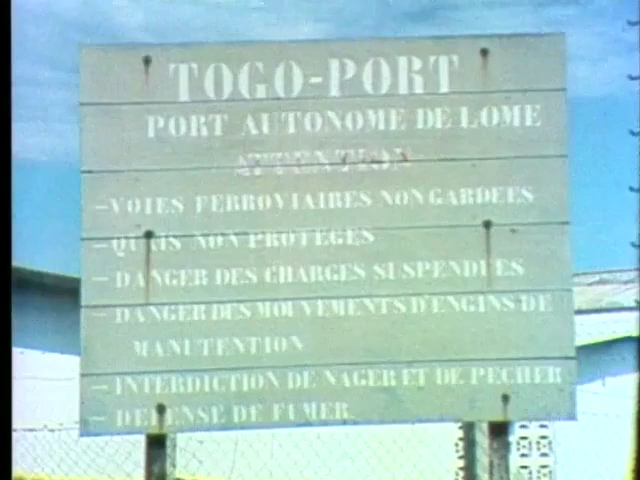 TOGO-PORT
PORT AUTONOME DE LOME
ATTENTION
-VOIES FERROVIAIRES NON GARDEES
-QUAIS NON PROTEGES
-DANGER DES CHARGES SUSPENDUES
-DANGER DES MOUVEMENTS D'ENGINS DE
MANUTENTION
-INTERDICTION DE NAGER ET DE PECHER
-DEFENSE DE FUMER.